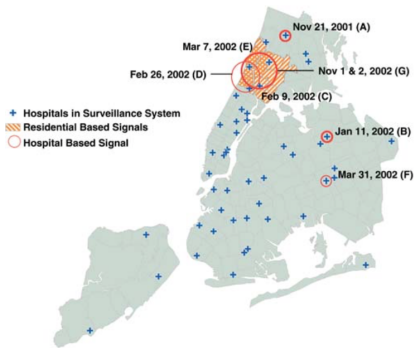 Nov 21, 2001 (A)
Mar 7, 2002 (E)
Feb 26, 2002 (D)
Nov 1 & 2, 2002 (G)
Feb 9, 2002 (C)
Hospitals in Surveillance System
Residential Based Signals
Hospital Based Signal
Jan 11, 2002 (B)
Mar 31, 2002 (F)